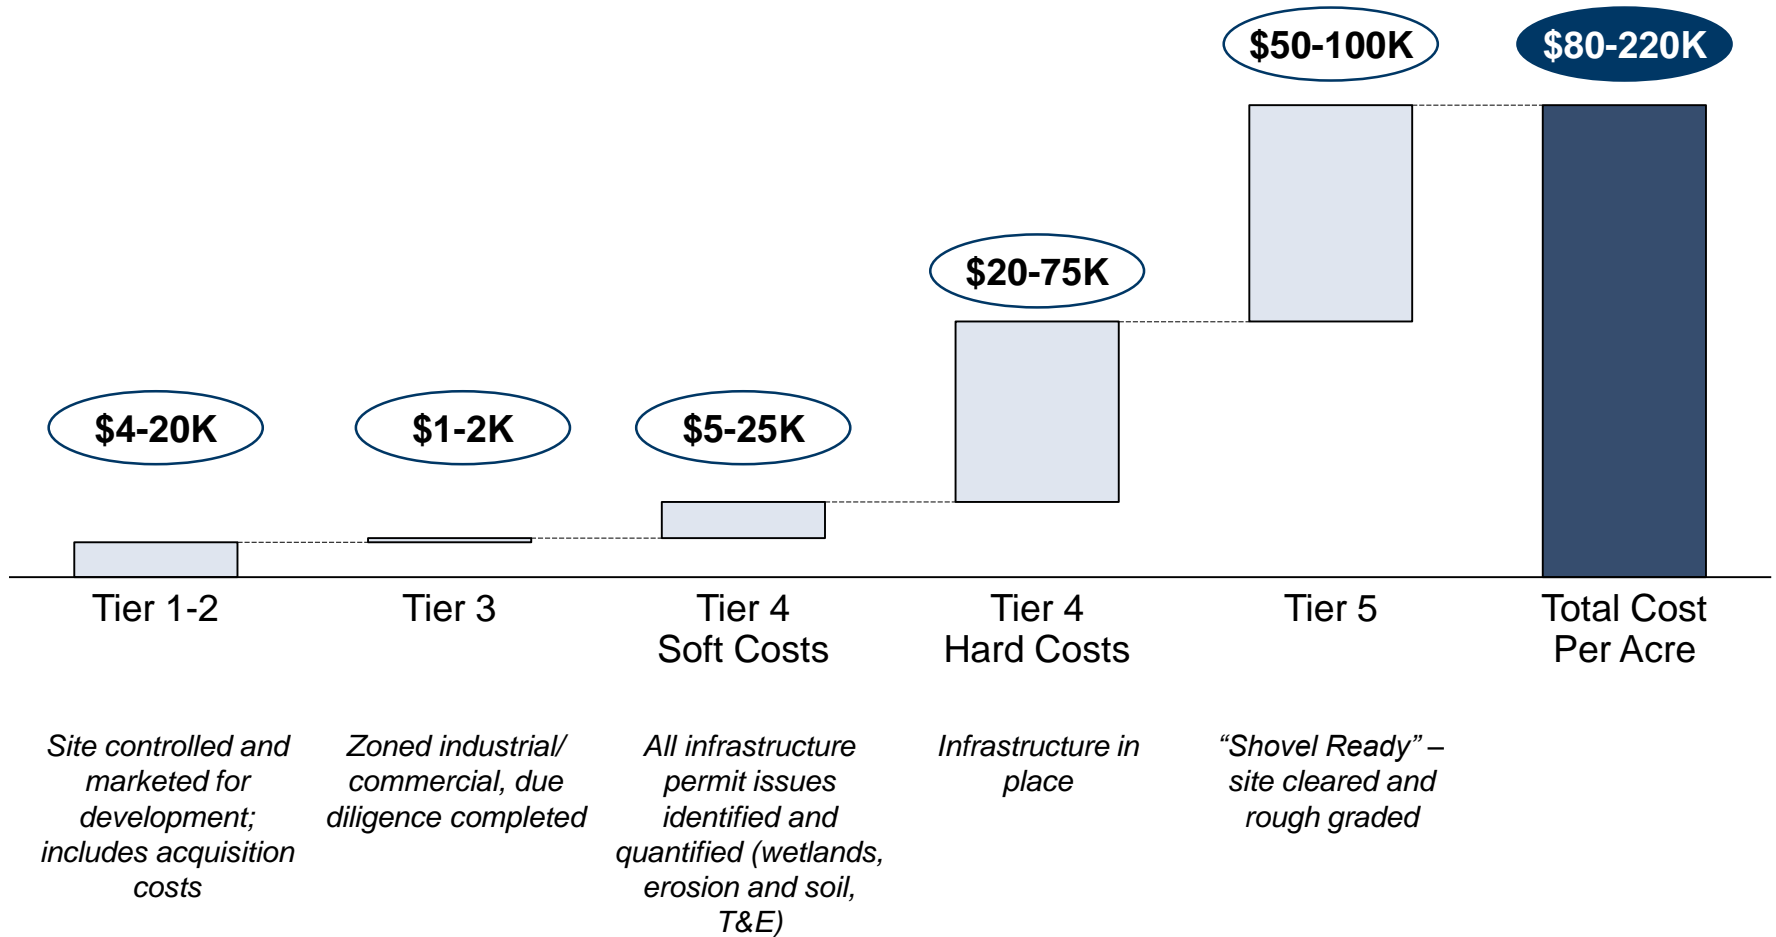 $50-100K
$80-220K
$20-75K
$4-20K
$1-2K
$5-25K
Tier 1-2
Tier 3
Tier 4
Soft Costs
Tier 4
Hard Costs
Tier 5
Total Cost
Per Acre
Site controlled and
marketed for
development;
includes acquisition
costs
Zoned industrial/
commercial, due
diligence completed
All infrastructure
permit issues
identified and
quantified (wetlands,
erosion and soil,
T&E)
Infrastructure in
place
“Shovel Ready” –
site cleared and
rough graded